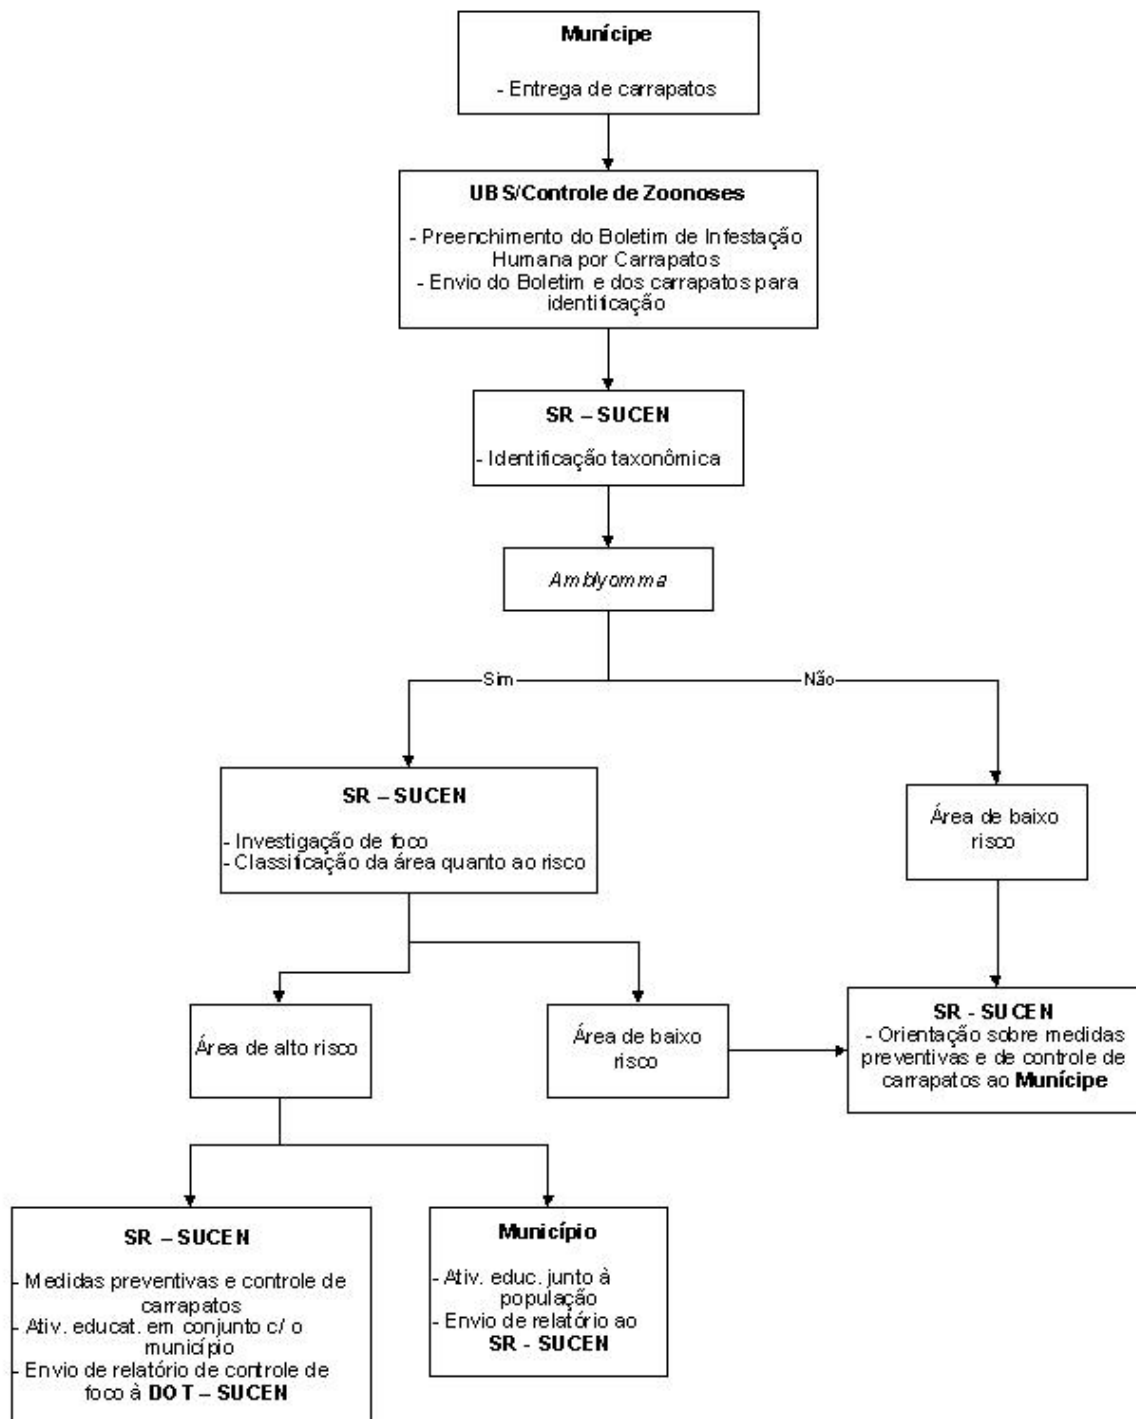 Munícipe
- Entrega de carrapatos
UBS/Controle de Zoonoses
- Preenchimento do Boletim de Infestação
Humana por Carrapatos
- Envio do Boletim e dos carrapatos para
identificação
SR – SUCEN
- Identificação taxonômica
Amblyomma
Sim
Não
SR – SUCEN
- Investigação de foco
- Classificação da área quanto ao risco
Área de baixo
risco
Área de alto risco
Área de baixo
risco
SR - SUCEN
- Orientação sobre medidas
preventivas e de controle de
carrapatos ao Munícipe
SR – SUCEN
- Medidas preventivas e controle de
carrapatos
- Ativ. educat. em conjunto c/ o
município
- Envio de relatório de controle de
foco à DOT – SUCEN
Município
- Ativ. educ. junto à
população
- Envio de relatório ao
SR - SUCEN